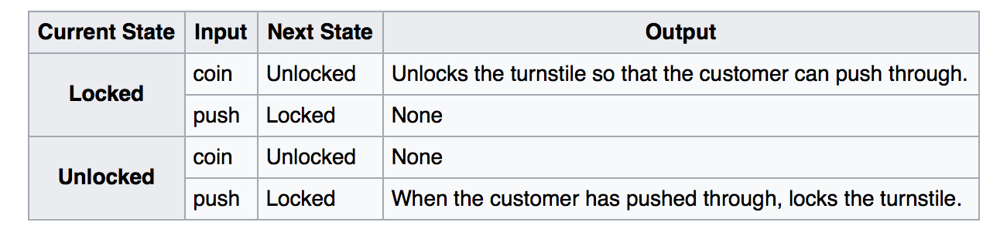 Current State Input Next State Output
Locked coin Unlocked Unlocks the turnstile so that the customer can push through.
push Locked None
Unlocked coin Unlocked None
push Locked When the customer has pushed through, locks the turnstile.